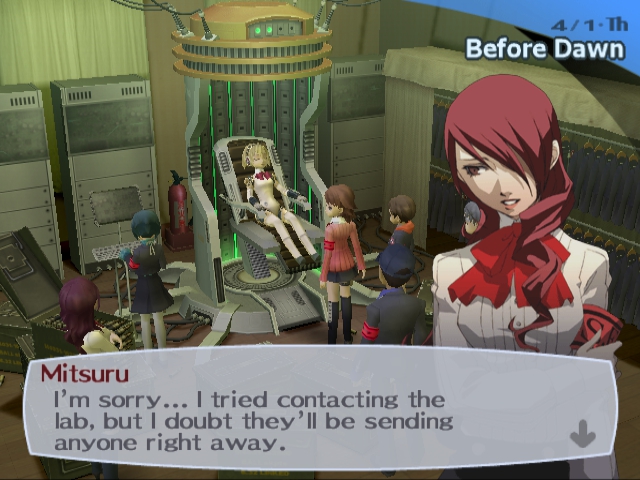 4/1·Th
Before Dawn
Mitsuru
I'm sorry... I tried contacting the
lab, but I doubt they'll be sending
anyone right away.